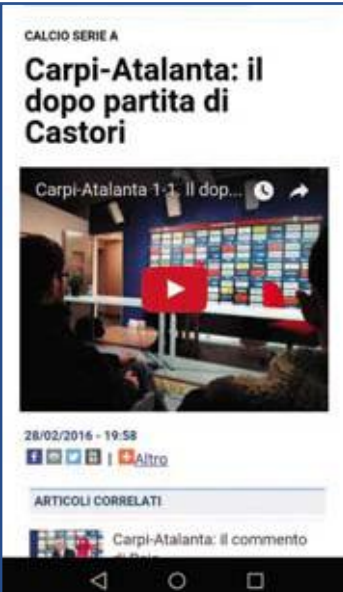 CALCIO SERIE A
Carpi-Atalanta: il
dopo partita di
Castori
Carpi-Atalanta 1-1. Il dop...
28/02/2016 - 19:58
| Altro
ARTICOLI CORRELATI
Carpi-Atalanta: il commento
di